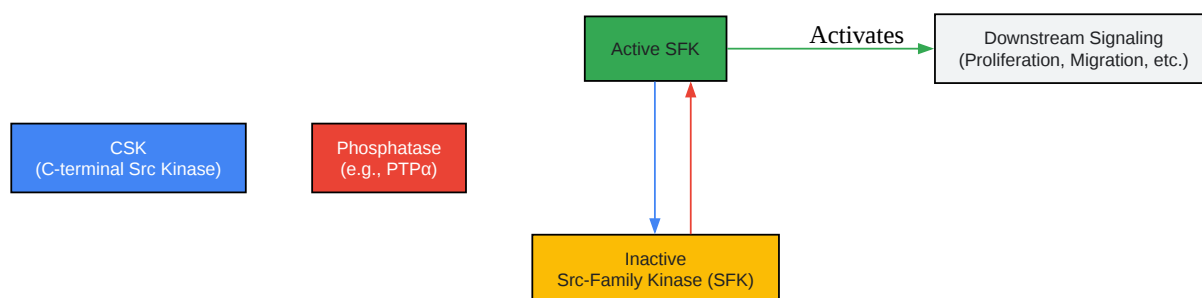 Active SFK
Activates
Downstream Signaling
(Proliferation, Migration, etc.)
CSK
(C-terminal Src Kinase)
Phosphatase
(e.g., PTPα)
Inactive
Src-Family Kinase (SFK)